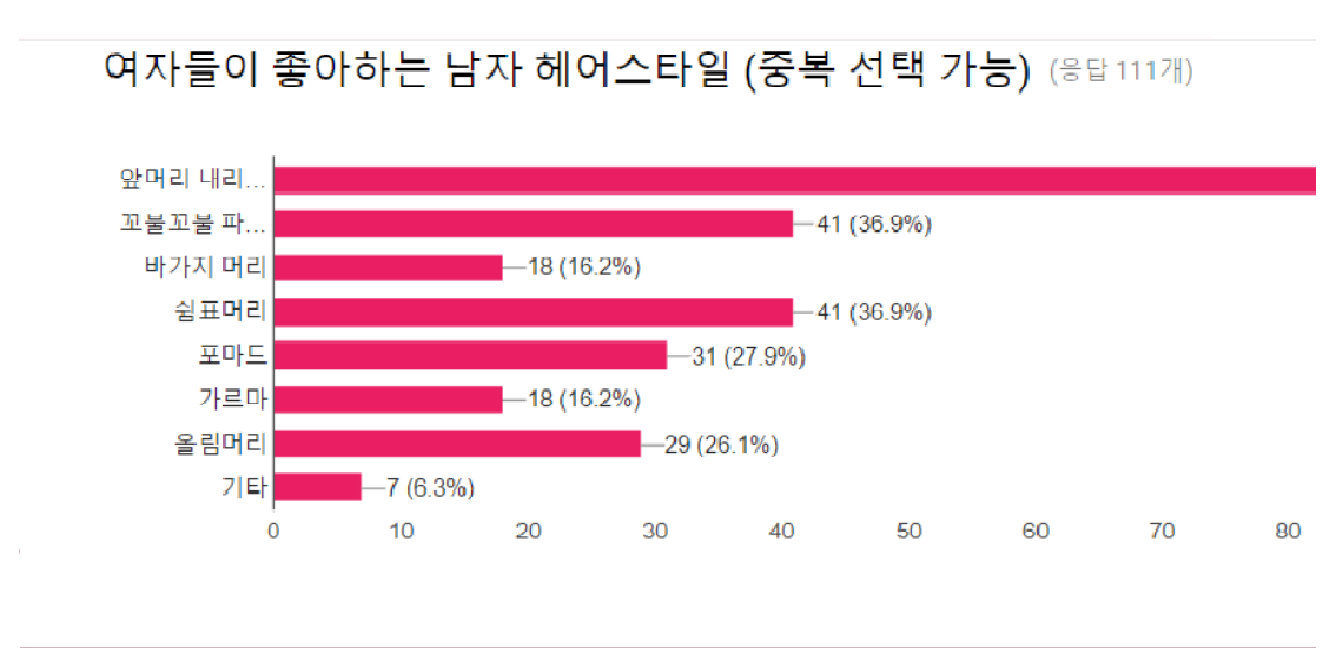 여자들이 좋아하는 남자 헤어스타일 (중복 선택 가능) (응답 111개)
앞머리 내리...
꼬불꼬불 파... 41 (36.9%)
바가지 머리 18 (16.2%)
쉼표머리 41 (36.9%)
포마드 31 (27.9%)
가르마 18 (16.2%)
올림머리 29 (26.1%)
기타 7 (6.3%)
0 10 20 30 40 50 60 70 80